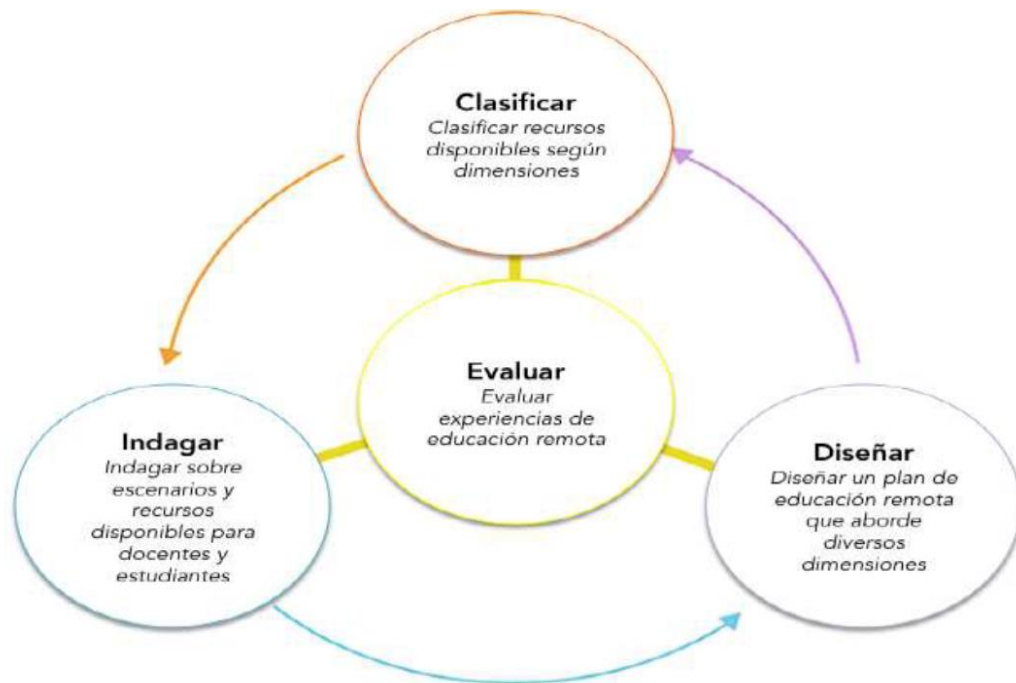 Clasificar
Clasificar recursos
disponibles según
dimensiones
Evaluar
Evaluar
experiencias de
educación remota
Indagar
Indagar sobre
escenarios y
recursos
disponibles para
docentes y
estudiantes
Diseñar
Diseñar un plan de
educación remota
que aborde
diversos
dimensiones